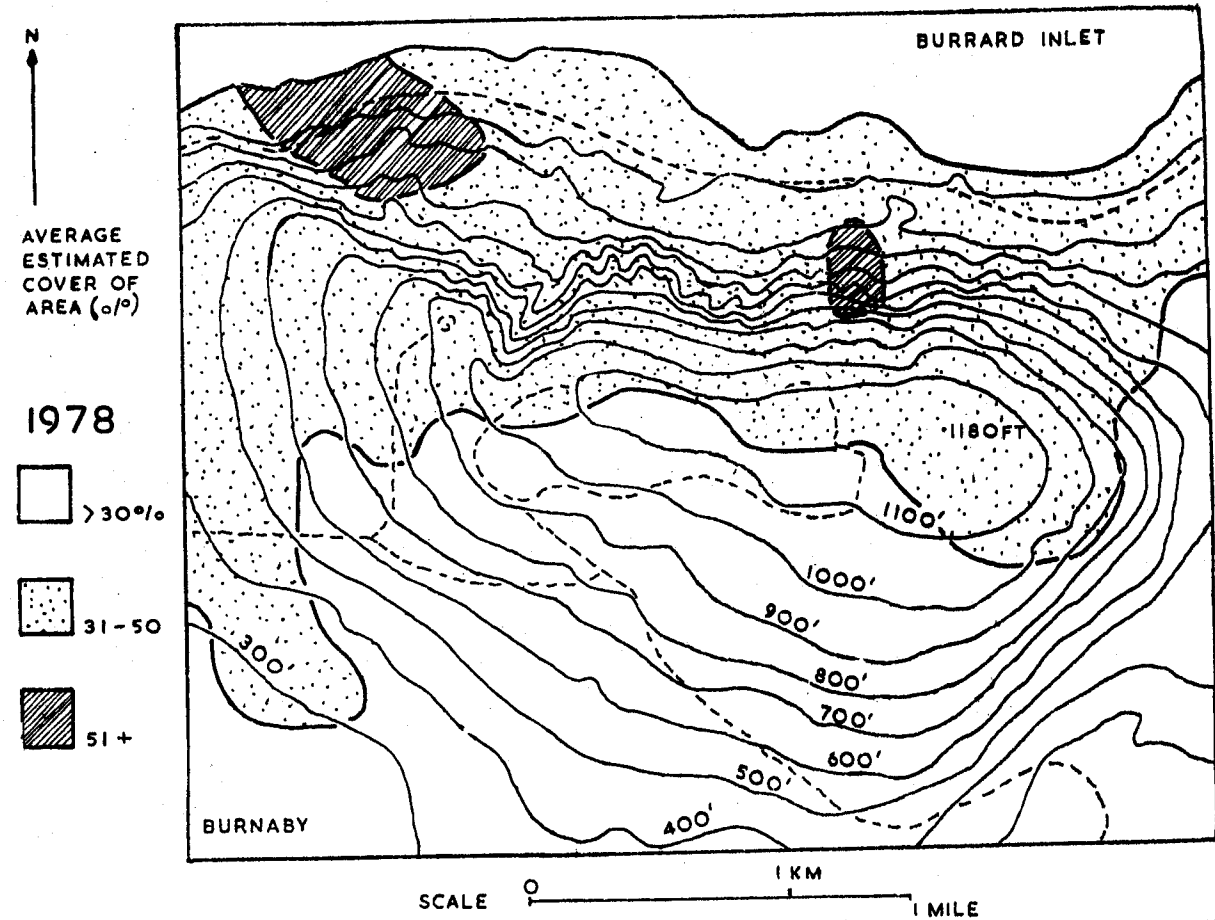 N
BURRARD INLET
AVERAGE
ESTIMATED
COVER OF
AREA (o/o)
1978
>30%
31-50
51+
1180FT
1100'
1000'
900'
800'
700'
600'
500'
400'
300'
BURNABY
SCALE
0
1 KM
1 MILE